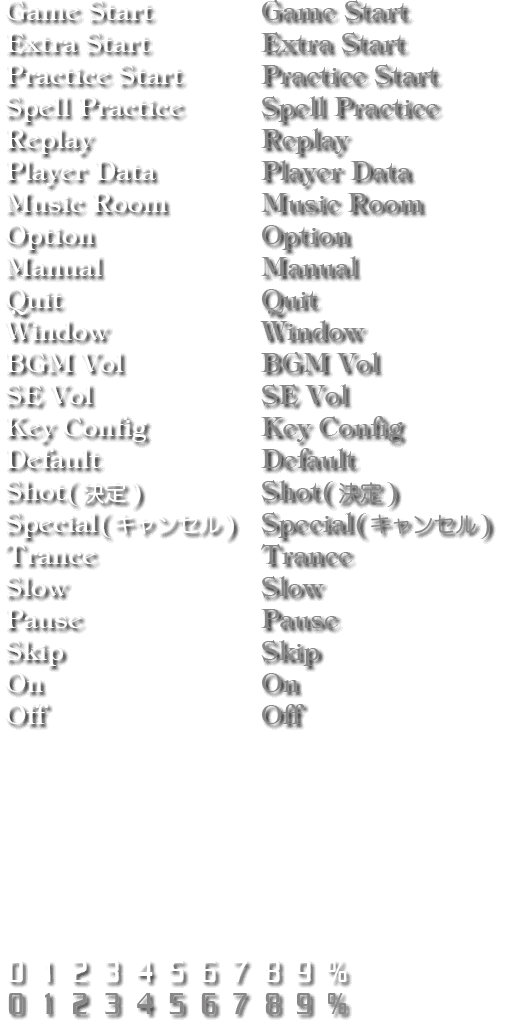 Game Start Game Start
Extra Start Extra Start
Practice Start Practice Start
Spell Practice Spell Practice
Replay Replay
Player Data Player Data
Music Room Music Room
Option Option
Manual Manual
Quit Quit
Window Window
BGM Vol BGM Vol
SE Vol SE Vol
Key Config Key Config
Default Default
Shot(決定) Shot(決定)
Special(キャンセル) Special(キャンセル)
Trance Trance
Slow Slow
Pause Pause
Skip Skip
On On
Off Off
0 1 2 3 4 5 6 7 8 9 %
0 1 2 3 4 5 6 7 8 9 %